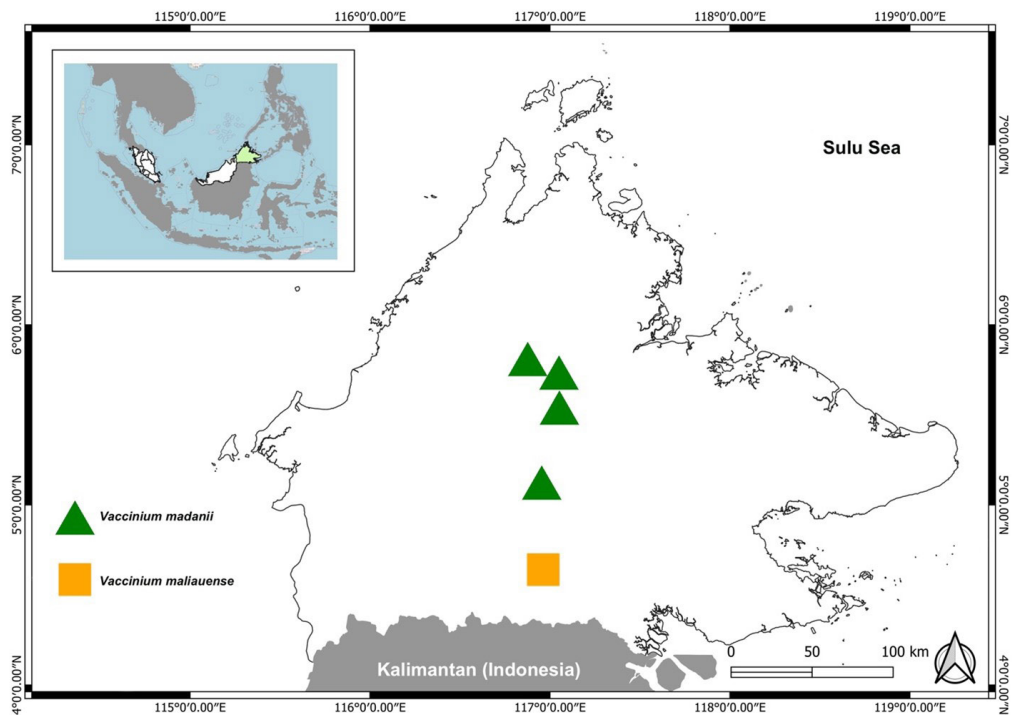 115°0'0.00"E 116°0'0.00"E 117°0'0.00"E 118°0'0.00"E 119°0'0.00"E
7°0'0.00"N
7°0'0.00"N
Sulu Sea
6°0'0.00"N
6°0'0.00"N
5°0'0.00"N
5°0'0.00"N
Vaccinium madanii
Vaccinium maliauense
0 50 100 km
Kalimantan (Indonesia)
4°0'0.00"N
4°0'0.00"N
115°0'0.00"E 116°0'0.00"E 117°0'0.00"E 118°0'0.00"E 119°0'0.00"E